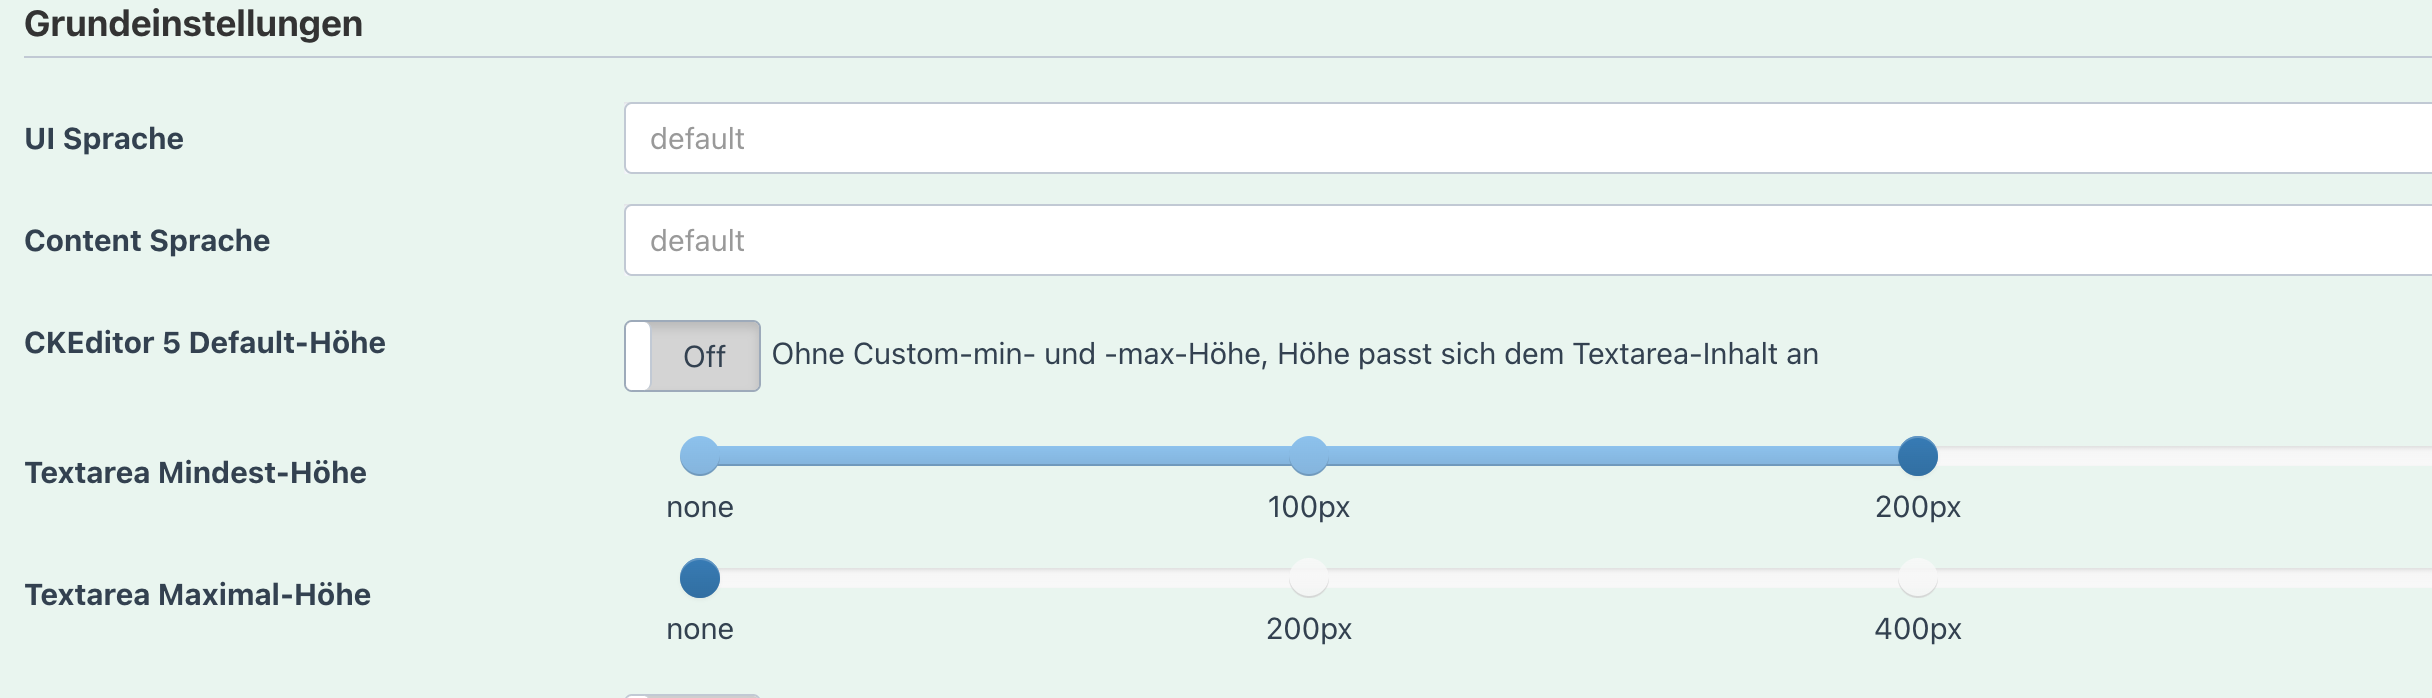 Grundeinstellungen
UI Sprache
default
Content Sprache
default
CKEditor 5 Default-Höhe
Off
Ohne Custom-min- und -max-Höhe, Höhe passt sich dem Textarea-Inhalt an
Textarea Mindest-Höhe
none
100px
200px
Textarea Maximal-Höhe
none
200px
400px